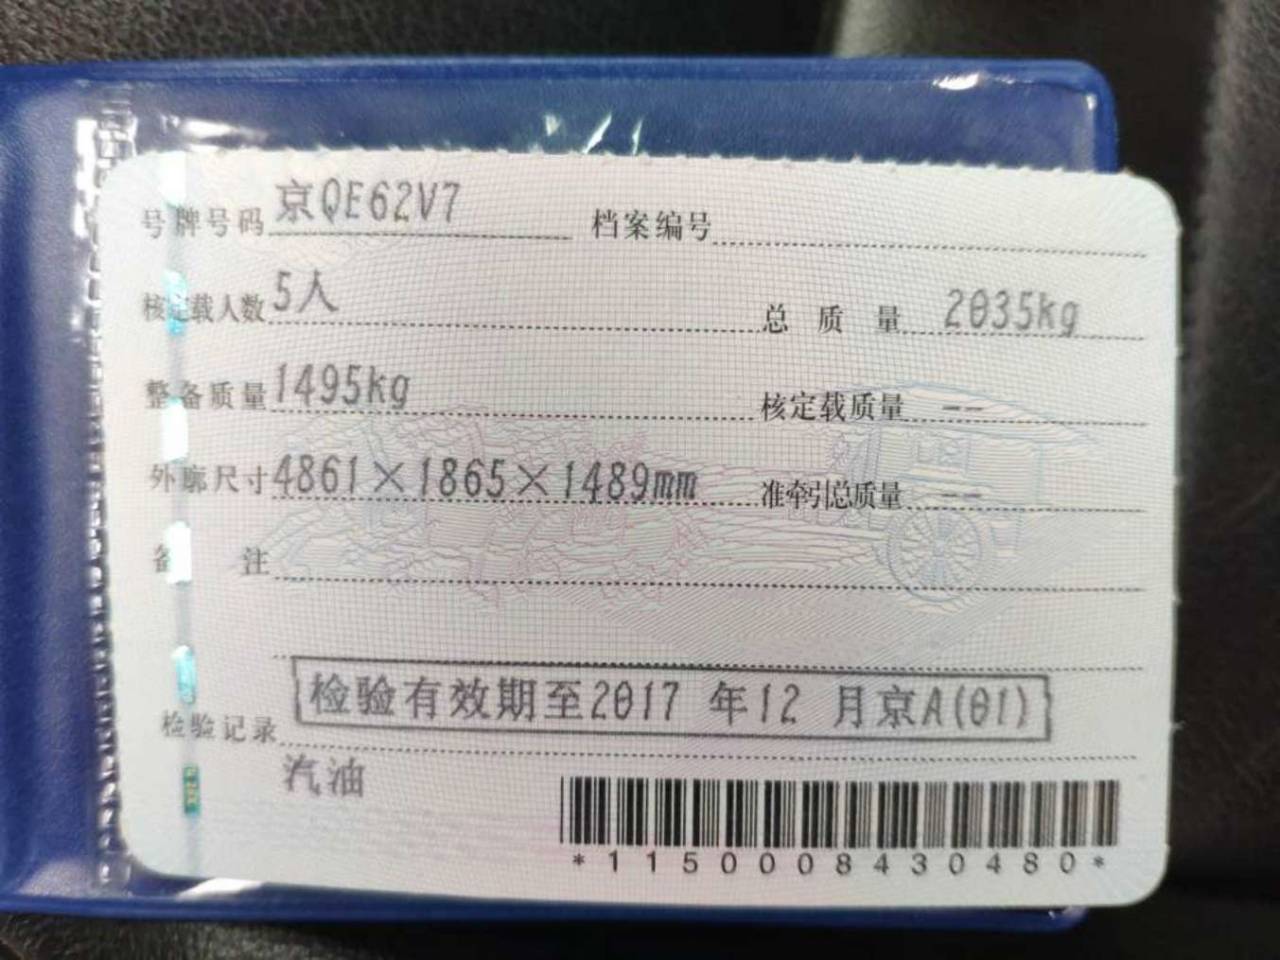 号牌号码 京QE62V7 档案编号
核定载人数 5人 总质量 2035kg
整备质量 1495kg 核定载质量 --
外廓尺寸 4861×1865×1489mm 准牵引总质量 --
备注
检验记录 检验有效期至2017 年12 月京A(01)
汽油
*1150008430480*